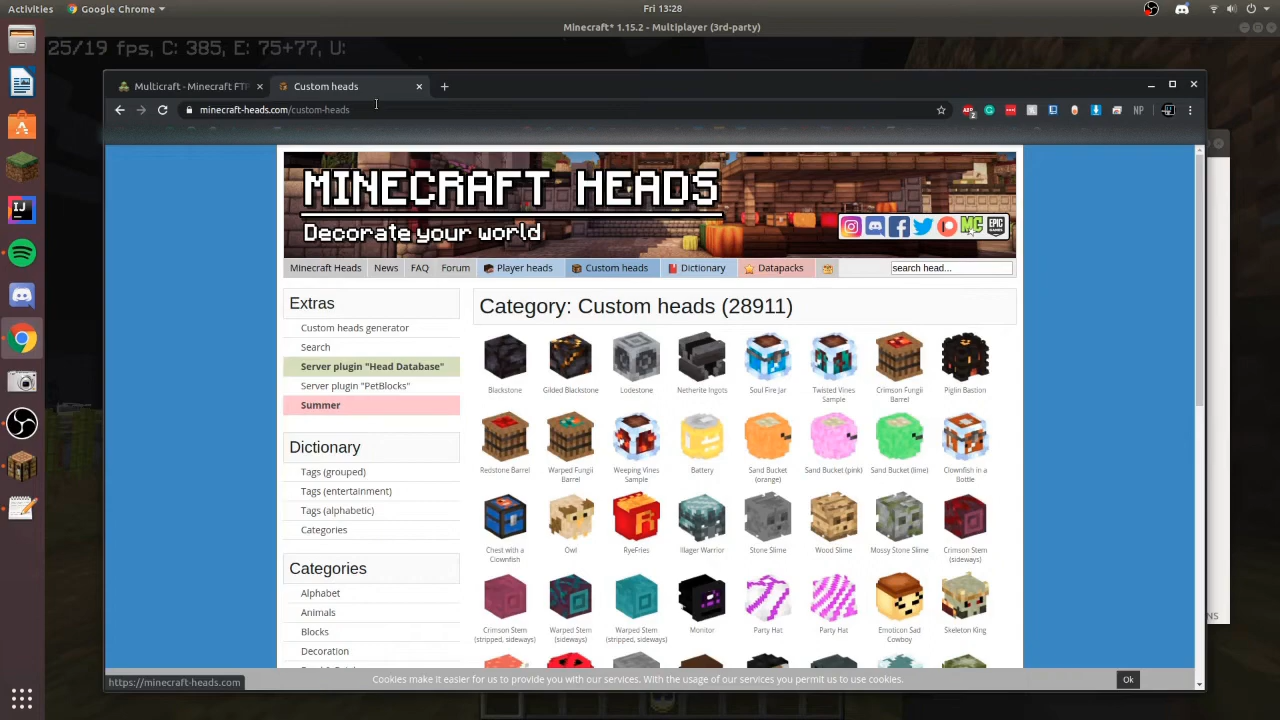 Activities
Google Chrome
Fri 13:28
Minecraft* 1.15.2 - Multiplayer (3rd-party)
25/19 fps, C: 385, E: 75+77, U:
Multicraft - Minecraft FTP
Custom heads
minecraft-heads.com/custom-heads
2
NP
MINECRAFT HEADS
Decorate your world
MC
EPIC GAMES
Minecraft Heads
News
FAQ
Forum
Player heads
Custom heads
Dictionary
Datapacks
search head...
Extras
Custom heads generator
Search
Server plugin "Head Database"
Server plugin "PetBlocks"
Summer
Dictionary
Tags (grouped)
Tags (entertainment)
Tags (alphabetic)
Categories
Categories
Alphabet
Animals
Blocks
Decoration
Category: Custom heads (28911)
Blackstone
Gilded Blackstone
Lodestone
Netherite Ingots
Soul Fire Jar
Twisted Vines
Sample
Crimson Fungii
Barrel
Piglin Bastion
Redstone Barrel
Warped Fungii
Barrel
Weeping Vines
Sample
Battery
Sand Bucket
(orange)
Sand Bucket (pink)
Sand Bucket (lime)
Clownfish in a
Bottle
Chest with a
Clownfish
Owl
RyeFries
Illager Warrior
Stone Slime
Wood Slime
Mossy Stone Slime
Crimson Stem
(sideways)
Crimson Stem
(stripped, sideways)
Warped Stem
(sideways)
Warped Stem
(stripped, sideways)
Monitor
Party Hat
Party Hat
Emoticon Sad
Cowboy
Skeleton King
NS
https://minecraft-heads.com
Cookies make it easier for us to provide you with our services. With the usage of our services you permit us to use cookies.
Ok